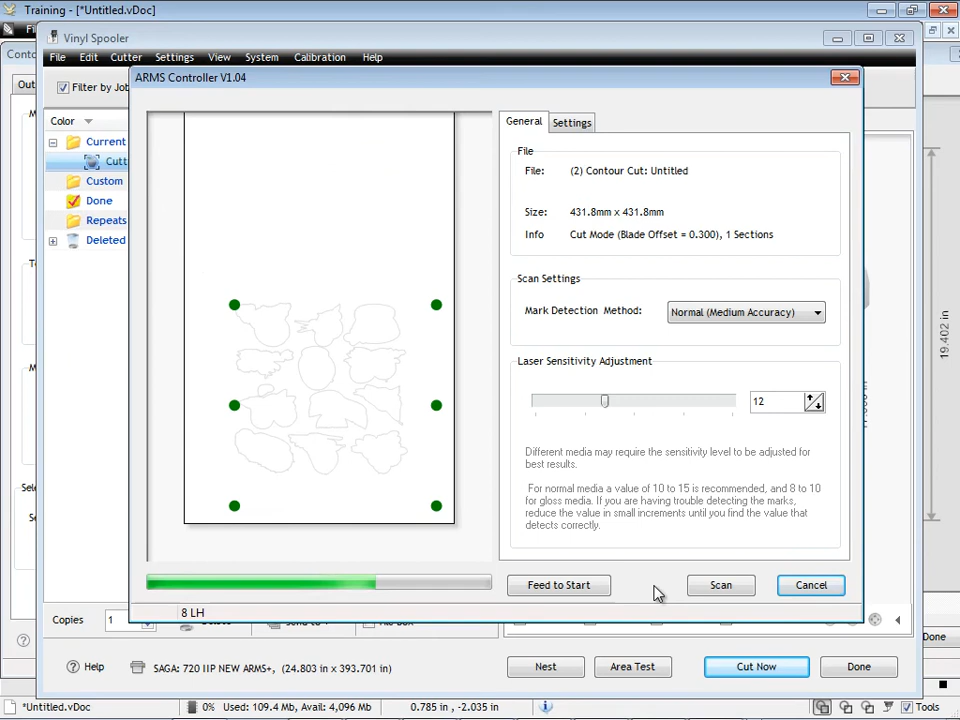 Training - [*Untitled.vDoc]
Vinyl Spooler
File Edit Cutter Settings View System Calibration Help
ARMS Controller V1.04
Filter by Job
Color
Current
Cutt
Custom
Done
Repeats
Deleted
General Settings
File
File: (2) Contour Cut: Untitled
Size: 431.8mm x 431.8mm
Info Cut Mode (Blade Offset = 0.300), 1 Sections
Scan Settings
Mark Detection Method: Normal (Medium Accuracy)
Laser Sensitivity Adjustment
12
Different media may require the sensitivity level to be adjusted for
best results.
For normal media a value of 10 to 15 is recommended, and 8 to 10
for gloss media. If you are having trouble detecting the marks,
reduce the value in small increments until you find the value that
detects correctly.
19.402 in
Feed to Start Scan Cancel
8 LH
Copies 1
Done
Help SAGA: 720 IIP NEW ARMS+, (24.803 in x 393.701 in) Nest Area Test Cut Now Done
*Untitled.vDoc 0% Used: 109.4 Mb, Avail: 4,096 Mb 0.785 in , -2.035 in Tools